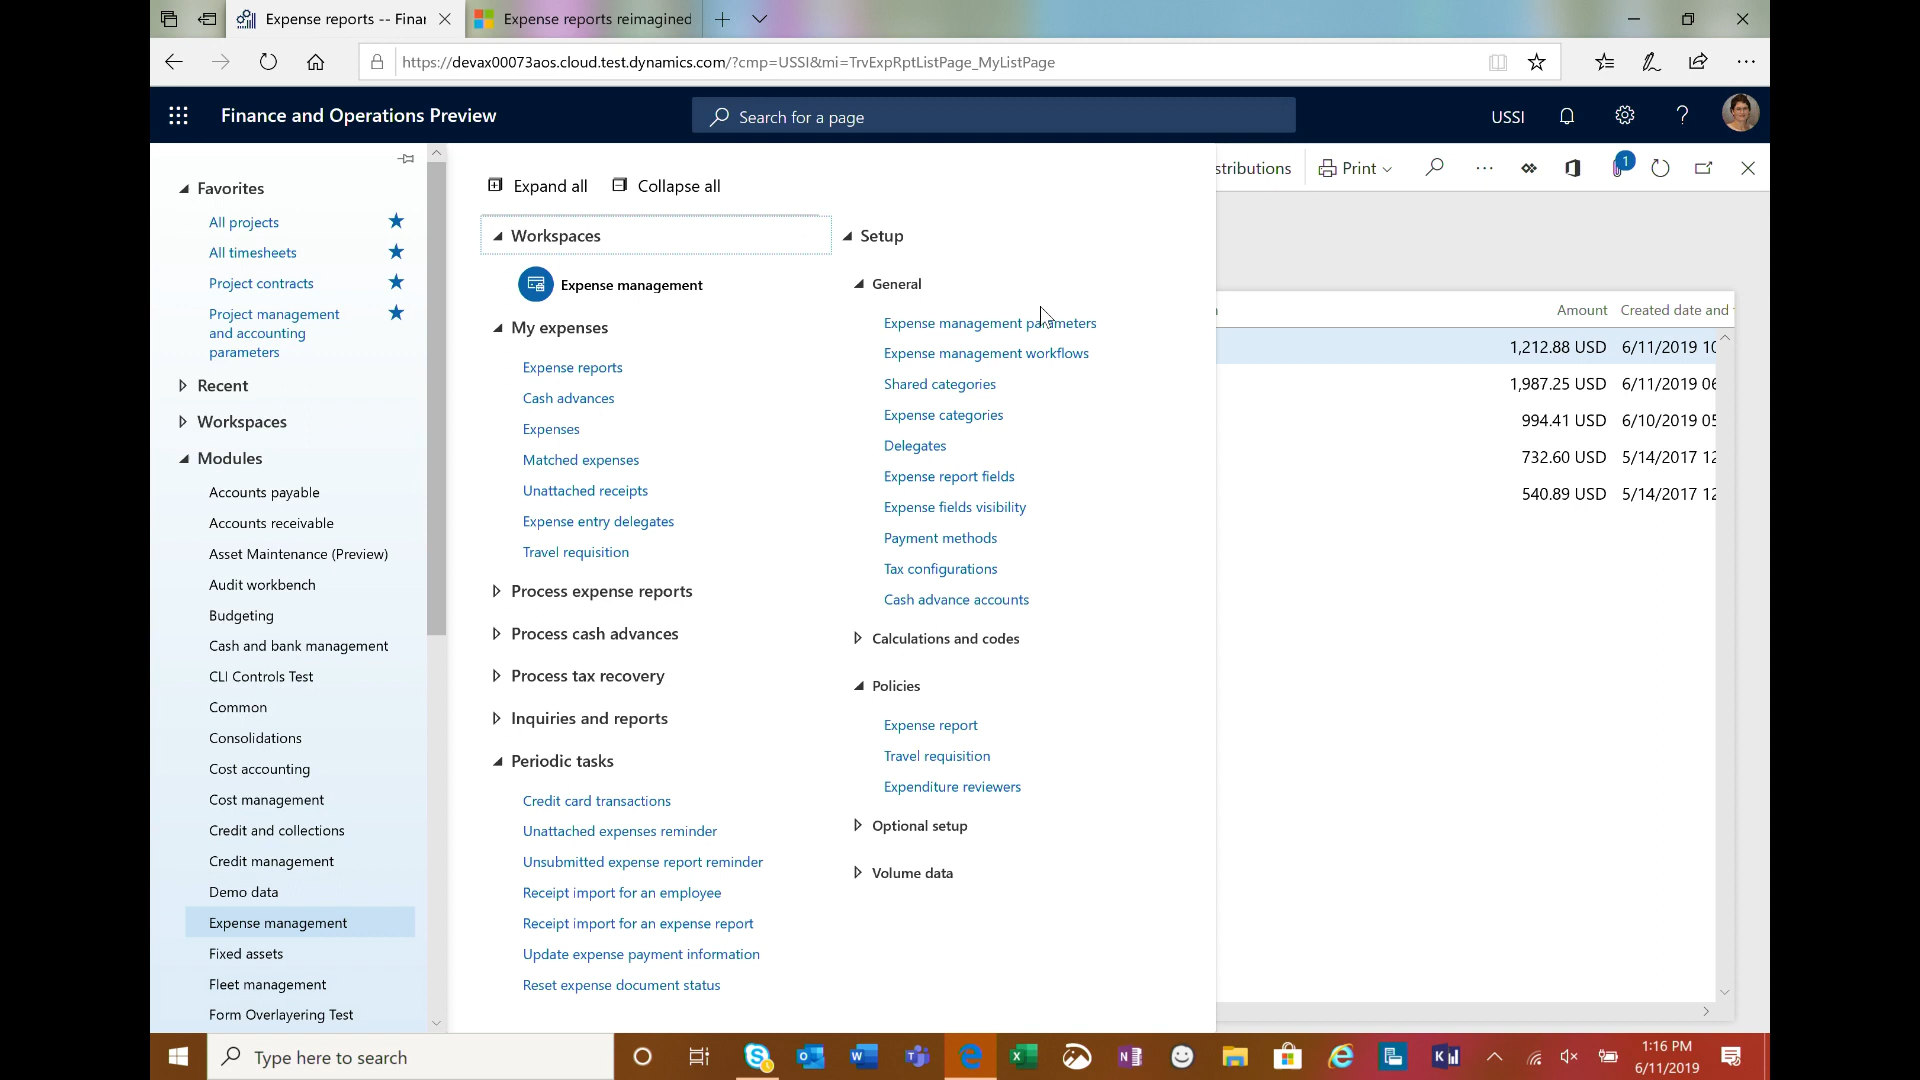 Expense reports -- Finar
Expense reports reimagined
https://devax00073aos.cloud.test.dynamics.com/?cmp=USSI&mi=TrvExpRptListPage_MyListPage
Finance and Operations Preview
Search for a page
USSI
stributions
Print
1
Favorites
All projects
All timesheets
Project contracts
Project management
and accounting
parameters
Recent
Workspaces
Modules
Accounts payable
Accounts receivable
Asset Maintenance (Preview)
Audit workbench
Budgeting
Cash and bank management
CLI Controls Test
Common
Consolidations
Cost accounting
Cost management
Credit and collections
Credit management
Demo data
Expense management
Fixed assets
Fleet management
Form Overlayering Test
Expand all
Collapse all
Workspaces
Expense management
My expenses
Expense reports
Cash advances
Expenses
Matched expenses
Unattached receipts
Expense entry delegates
Travel requisition
Process expense reports
Process cash advances
Process tax recovery
Inquiries and reports
Periodic tasks
Credit card transactions
Unattached expenses reminder
Unsubmitted expense report reminder
Receipt import for an employee
Receipt import for an expense report
Update expense payment information
Reset expense document status
Setup
General
Expense management parameters
Expense management workflows
Shared categories
Expense categories
Delegates
Expense report fields
Expense fields visibility
Payment methods
Tax configurations
Cash advance accounts
Calculations and codes
Policies
Expense report
Travel requisition
Expenditure reviewers
Optional setup
Volume data
Amount Created date and
1,212.88 USD 6/11/2019 10
1,987.25 USD 6/11/2019 06
994.41 USD 6/10/2019 05
732.60 USD 5/14/2017 12
540.89 USD 5/14/2017 12
Type here to search
1:16 PM
6/11/2019